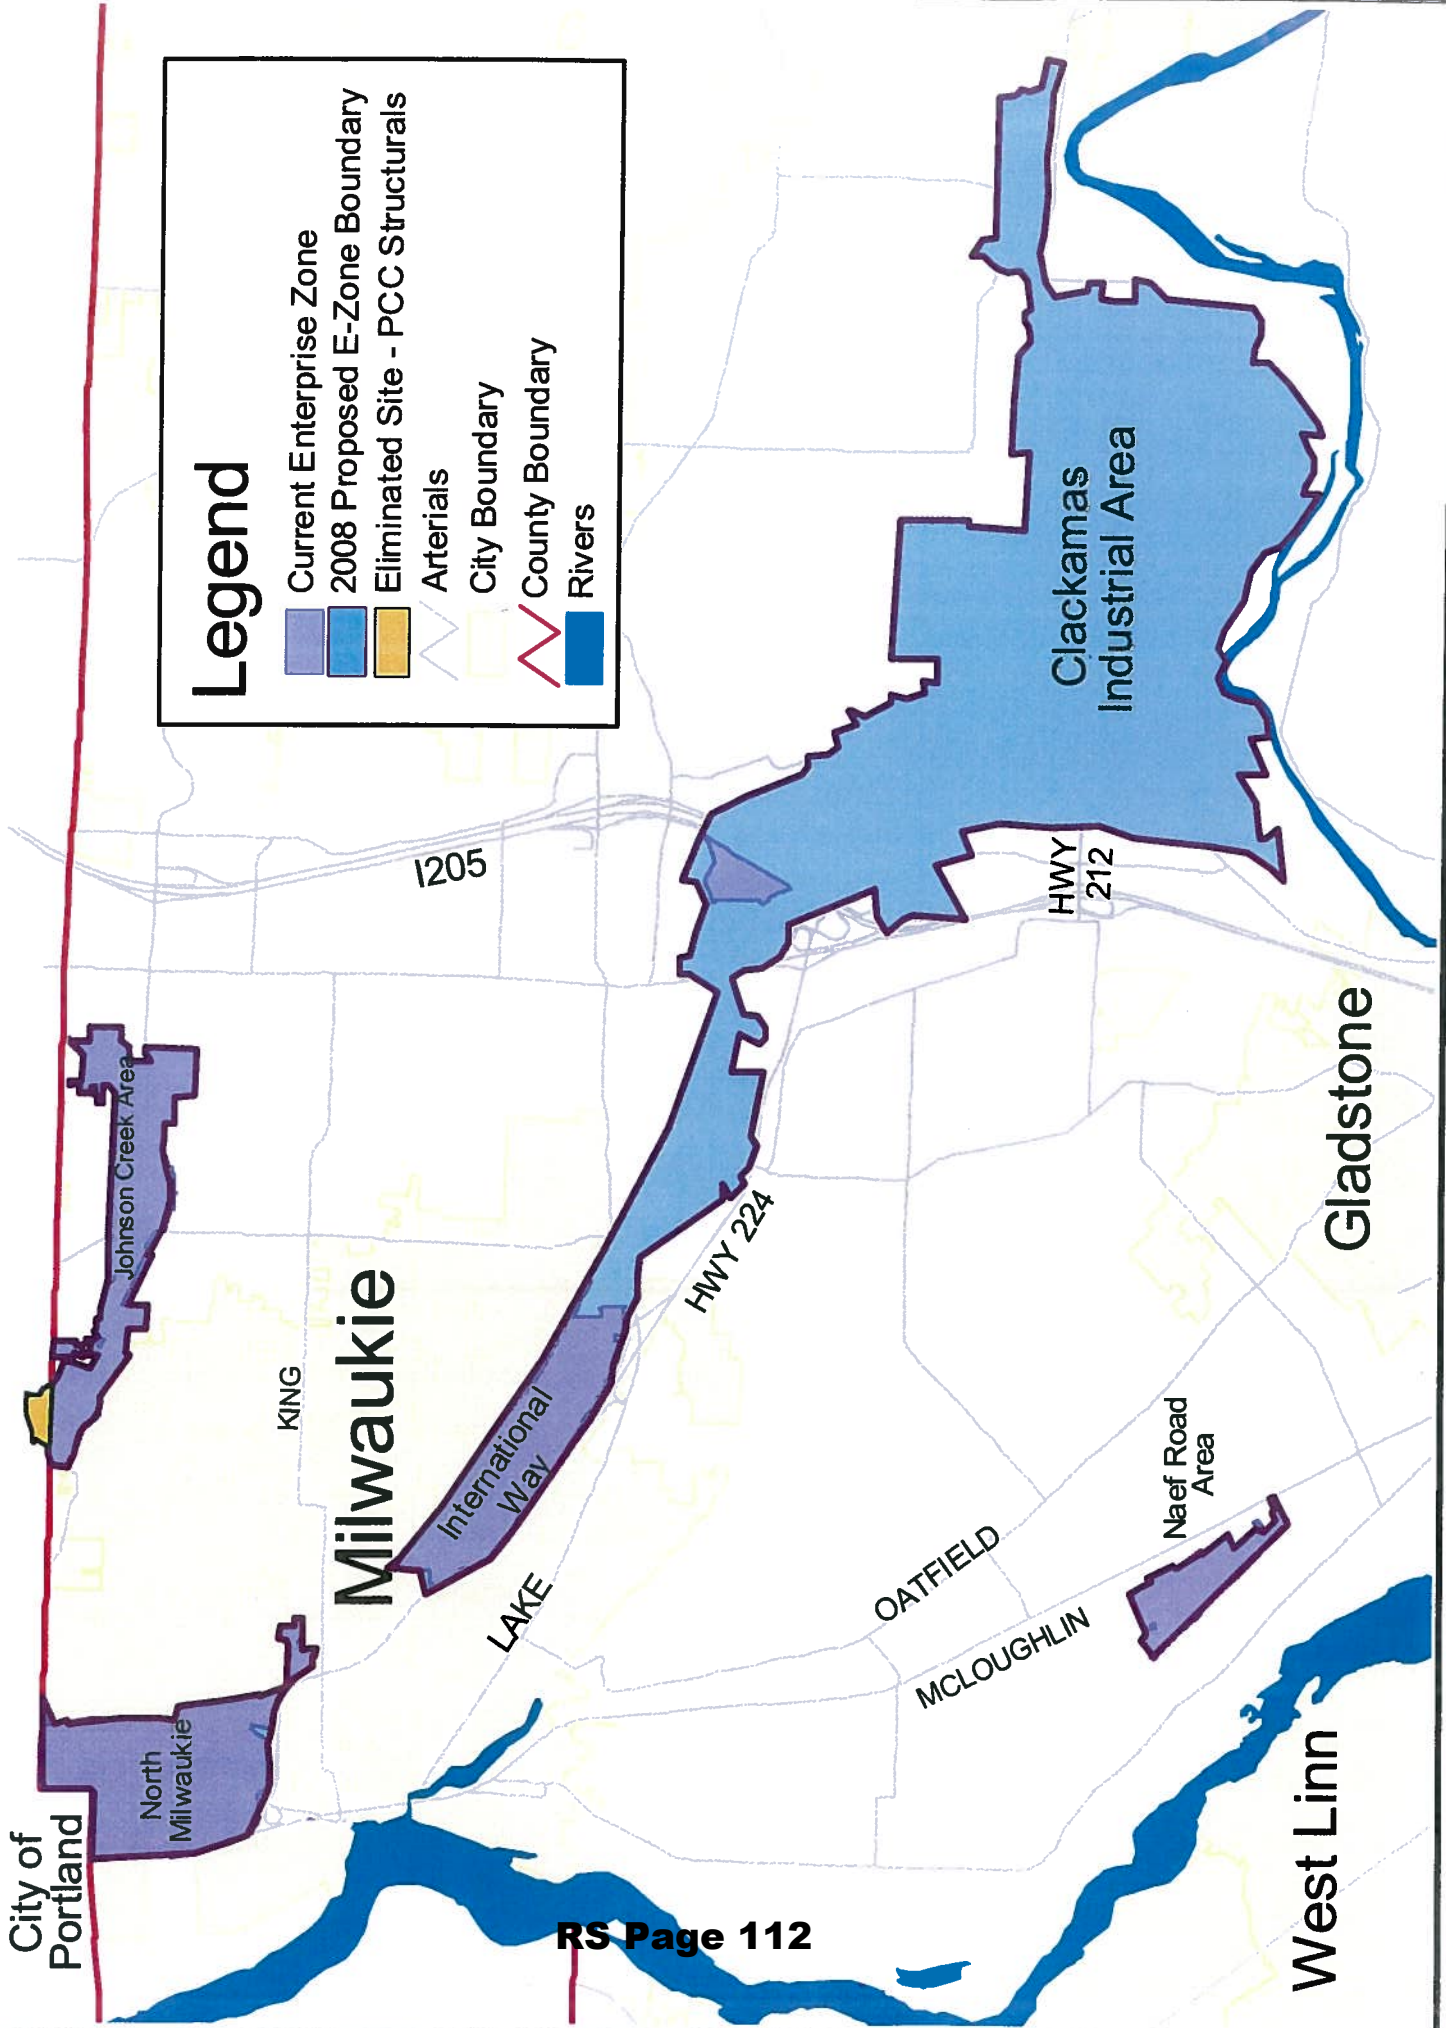 City of
Portland
North
Milwaukie
Johnson Creek Area
I205
KING
Milwaukie
International
Way
LAKE
HWY 224
OATFIELD
MCLOUGHLIN
Naef Road
Area
HWY
212
Clackamas
Industrial Area
Gladstone
West Linn
Legend
Current Enterprise Zone
2008 Proposed E-Zone Boundary
Eliminated Site - PCC Structurals
Arterials
City Boundary
County Boundary
Rivers
RS Page 112